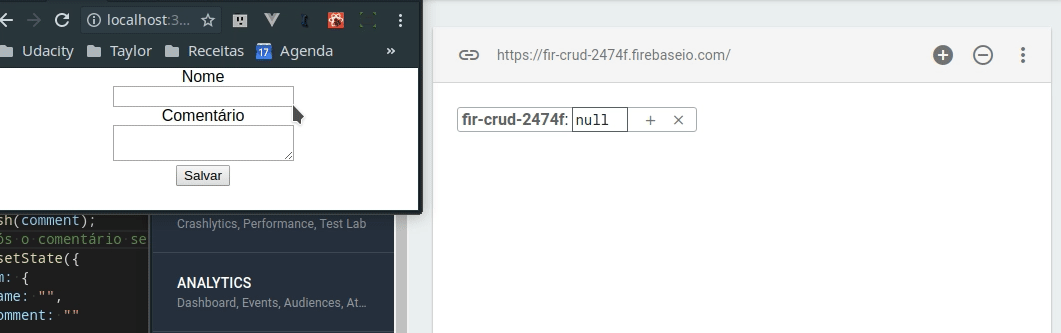 localhost:3...
Udacity Taylor Receitas 17 Agenda »
Nome
Comentário
Salvar
sh(comment);
ós o comentário se
setState({
m: {
ame: "",
omment: ""
Crashlytics, Performance, Test Lab
ANALYTICS
Dashboard, Events, Audiences, At...
https://fir-crud-2474f.firebaseio.com/
fir-crud-2474f: null + ×